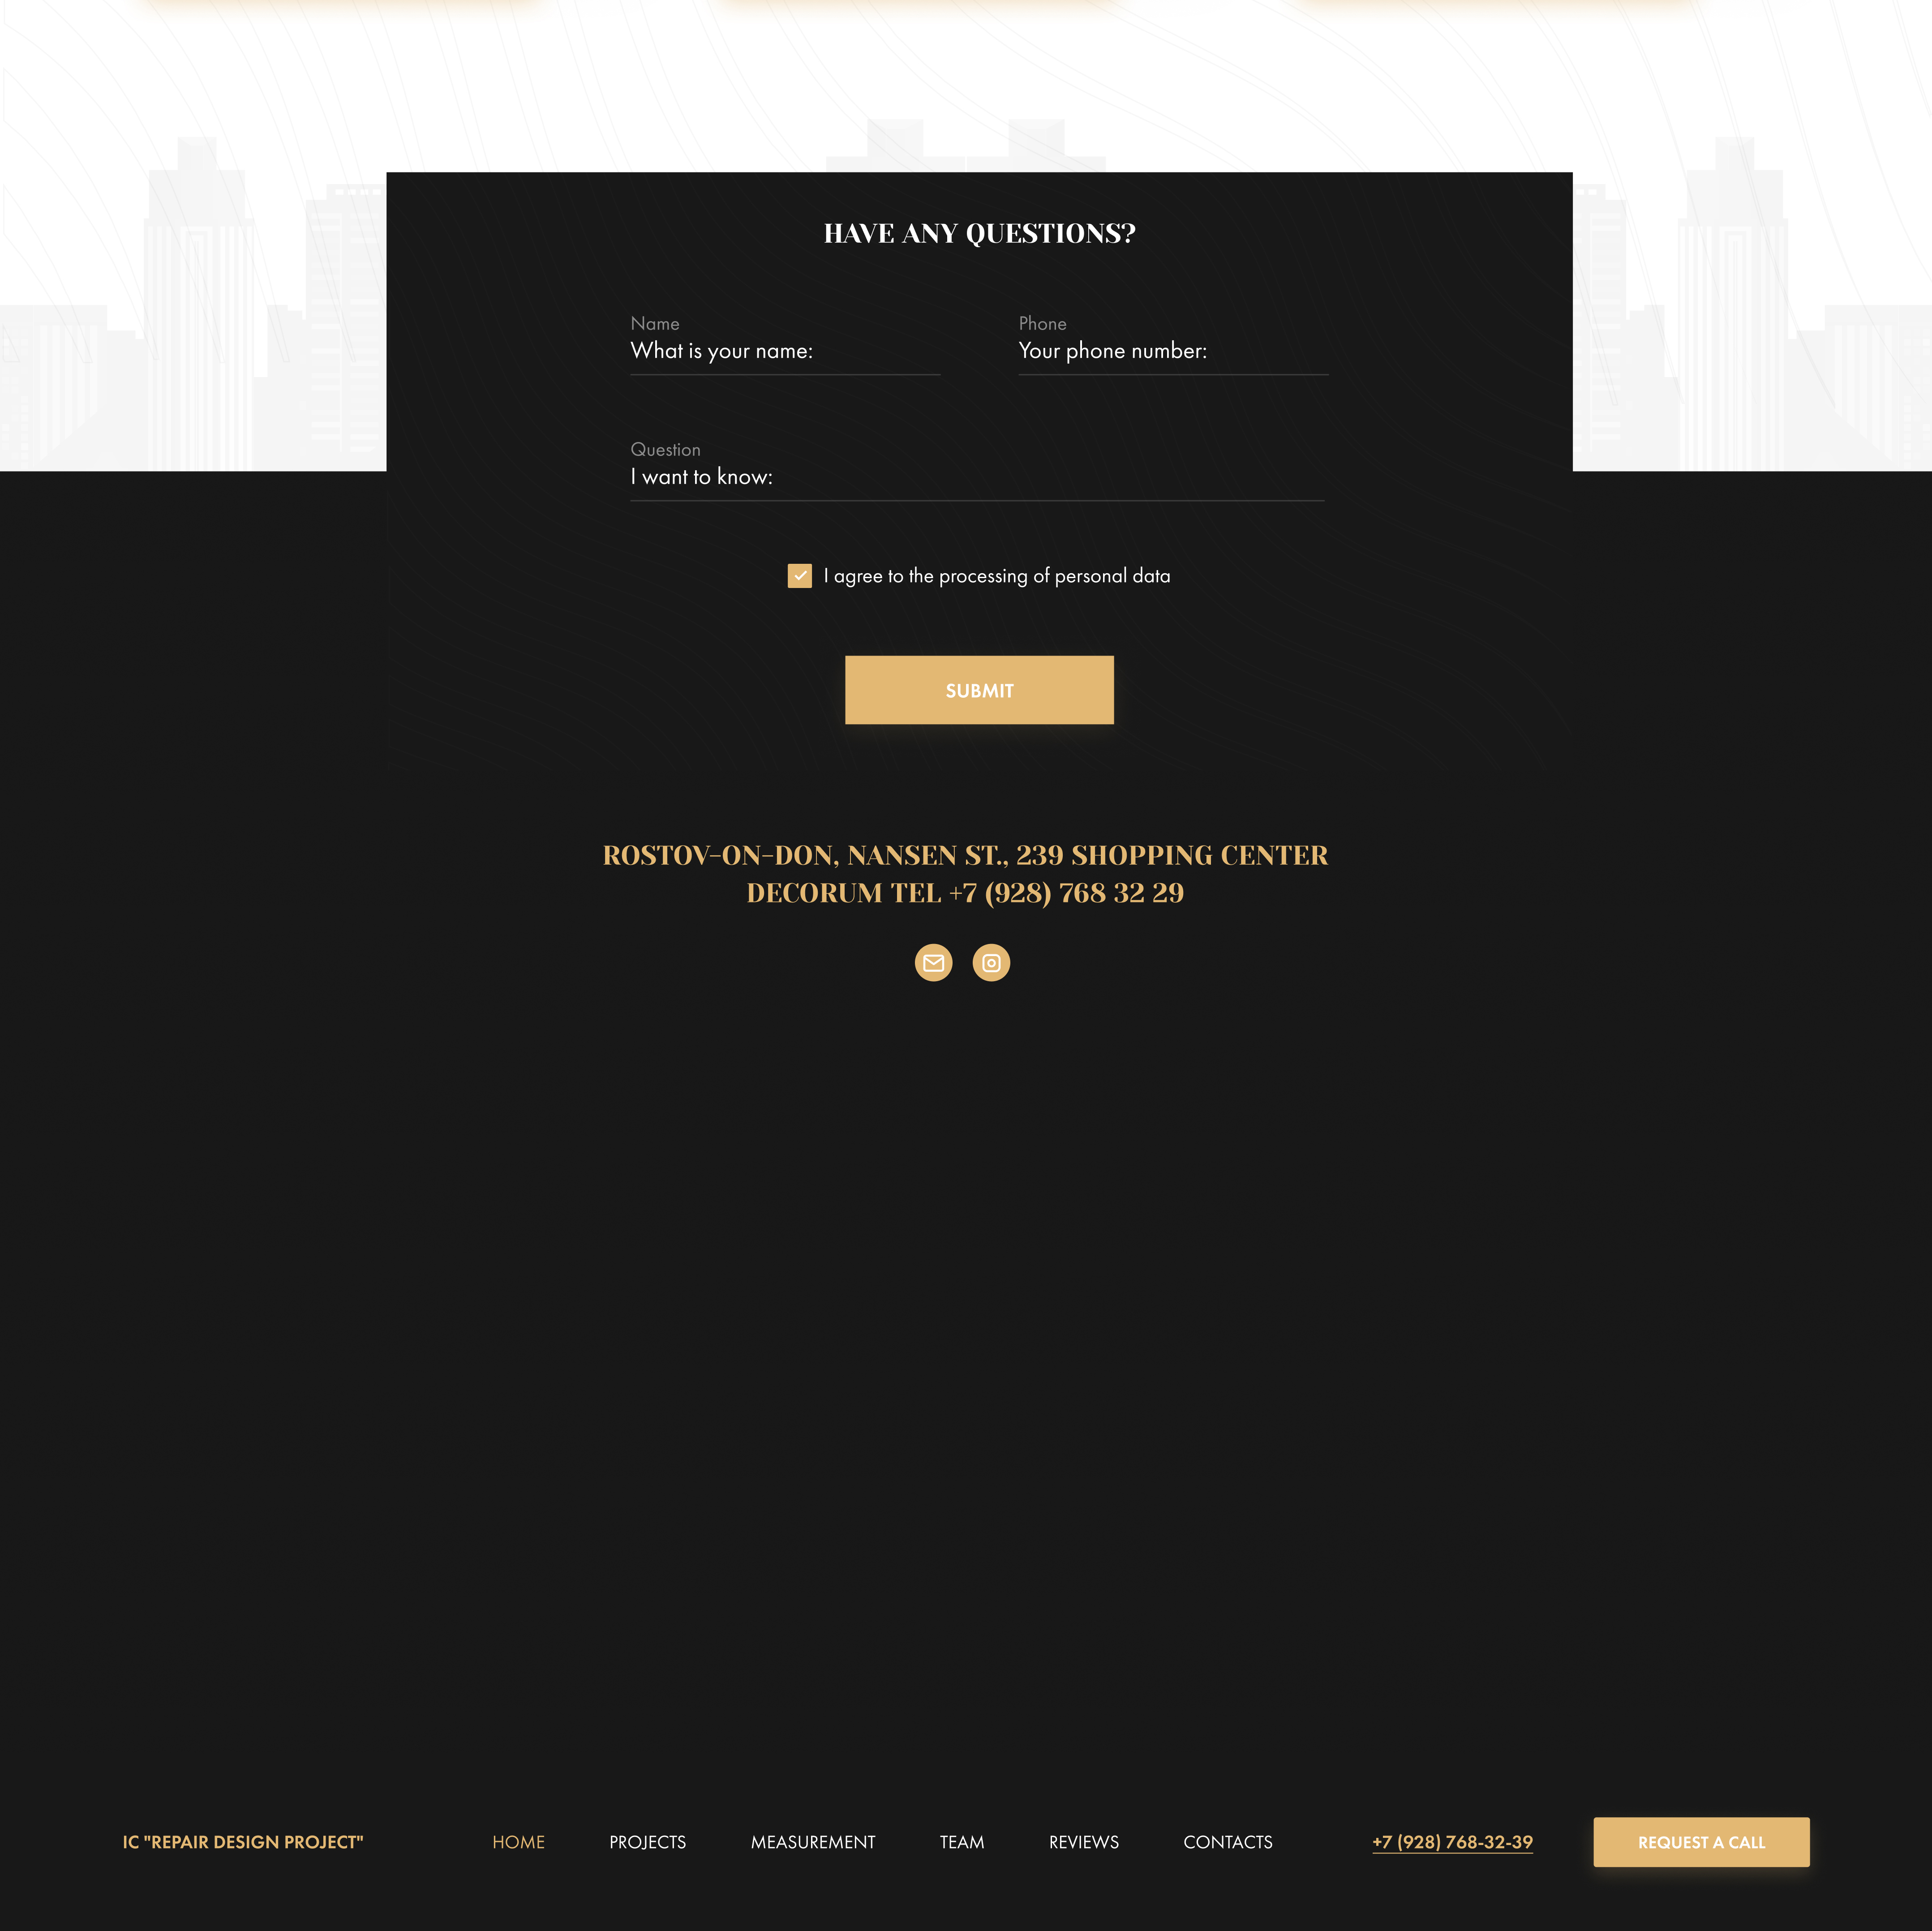 HAVE ANY QUESTIONS?
Name
What is your name:
Phone
Your phone number:
Question
I want to know:
I agree to the processing of personal data
SUBMIT
ROSTOV-ON-DON, NANSEN ST., 239 SHOPPING CENTER
DECORUM TEL +7 (928) 768 32 29
IC "REPAIR DESIGN PROJECT"
HOME
PROJECTS
MEASUREMENT
TEAM
REVIEWS
CONTACTS
+7 (928) 768-32-39
REQUEST A CALL